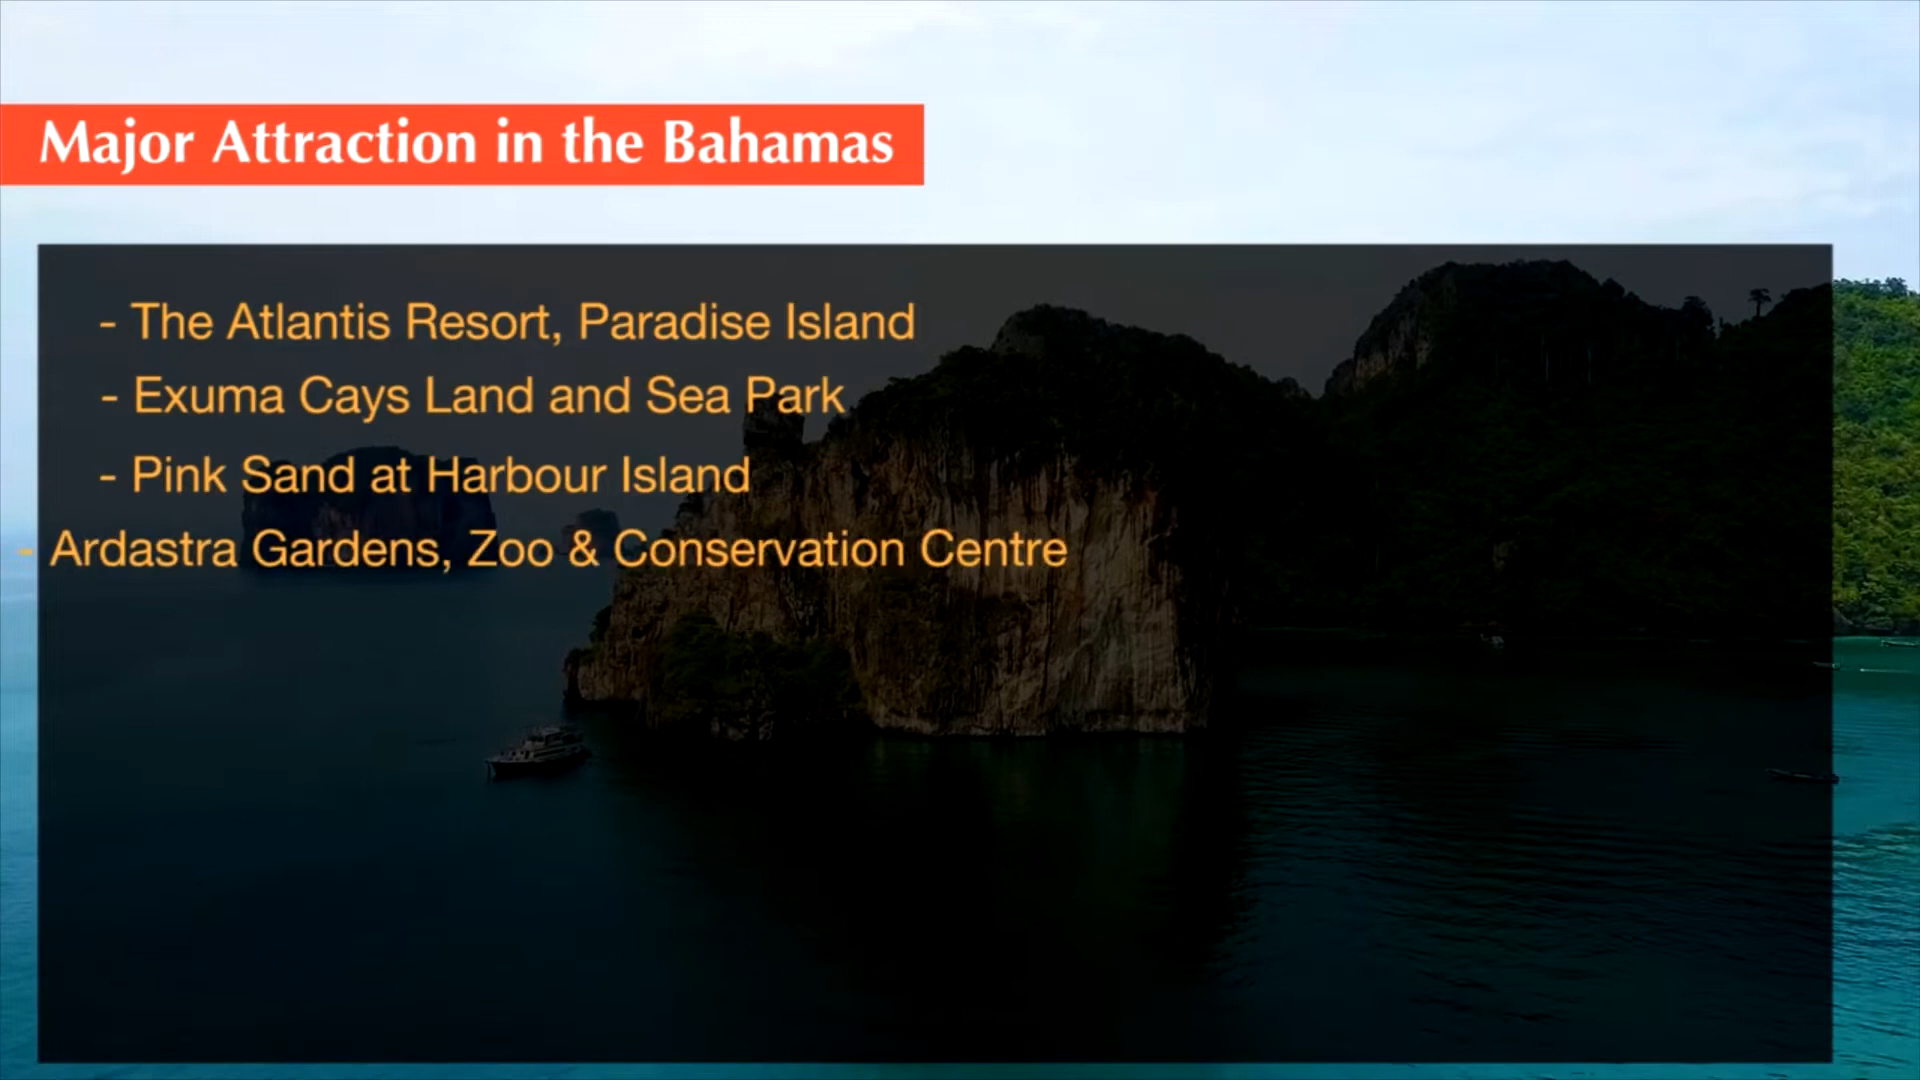 Major Attraction in the Bahamas
- The Atlantis Resort, Paradise Island
- Exuma Cays Land and Sea Park
- Pink Sand at Harbour Island
- Ardastra Gardens, Zoo & Conservation Centre